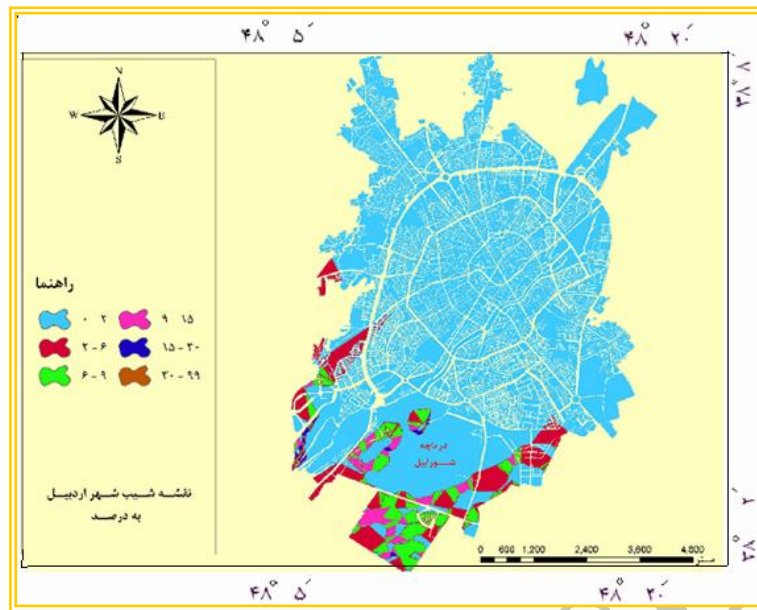 ۴۸° ۵′ ۴۸° ۲۰′
۳۸° ۸′
N
W E
S
راهنما
۰ ۲ ۹ ۱۵
۲-۶ ۱۵-۳۰
۶-۹ ۳۰-۹۹
دریاچه
شورابیل
نقشه شیب شهر اردبیل
به درصد
۳۸° ۲′
0 600 1,200 2,400 3,600 4,800
متر
۴۸° ۵′ ۴۸° ۲۰′